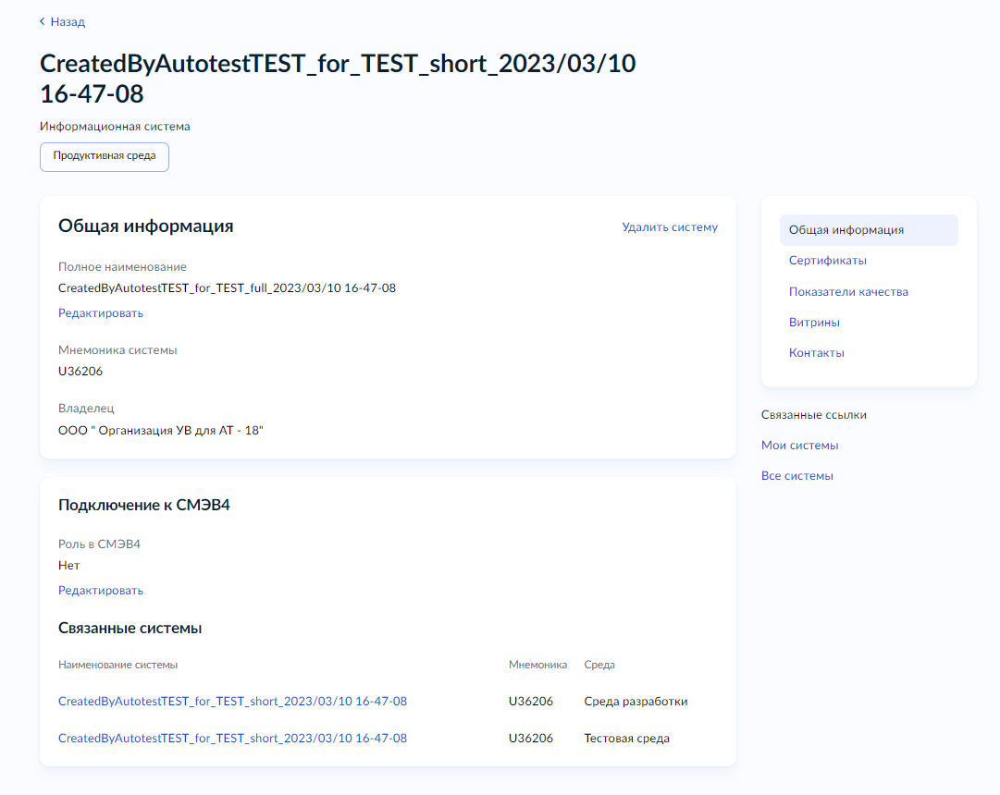 Назад
CreatedByAutotestTEST_for_TEST_short_2023/03/10
16-47-08
Информационная система
Продуктивная среда
Общая информация
Удалить систему
Полное наименование
CreatedByAutotestTEST_for_TEST_full_2023/03/10 16-47-08
Редактировать
Мнемоника системы
U36206
Владелец
ООО " Организация УВ для АТ - 18"
Подключение к СМЭВ4
Роль в СМЭВ4
Нет
Редактировать
Связанные системы
Наименование системы Мнемоника Среда
CreatedByAutotestTEST_for_TEST_short_2023/03/10 16-47-08 U36206 Среда разработки
CreatedByAutotestTEST_for_TEST_short_2023/03/10 16-47-08 U36206 Тестовая среда
Общая информация
Сертификаты
Показатели качества
Витрины
Контакты
Связанные ссылки
Мои системы
Все системы